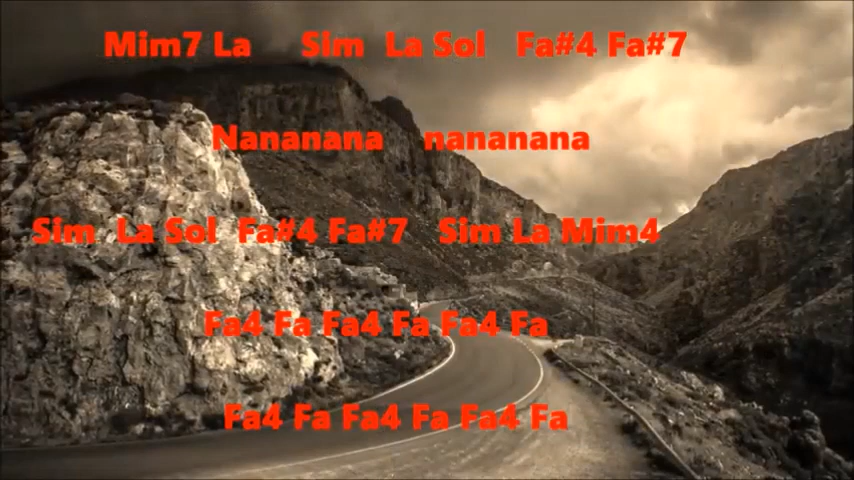 Mim7 La Sim La Sol Fa#4 Fa#7
Nananana nananana
Sim La Sol Fa#4 Fa#7 Sim La Mim4
Fa4 Fa Fa4 Fa Fa4 Fa
Fa4 Fa Fa4 Fa Fa4 Fa